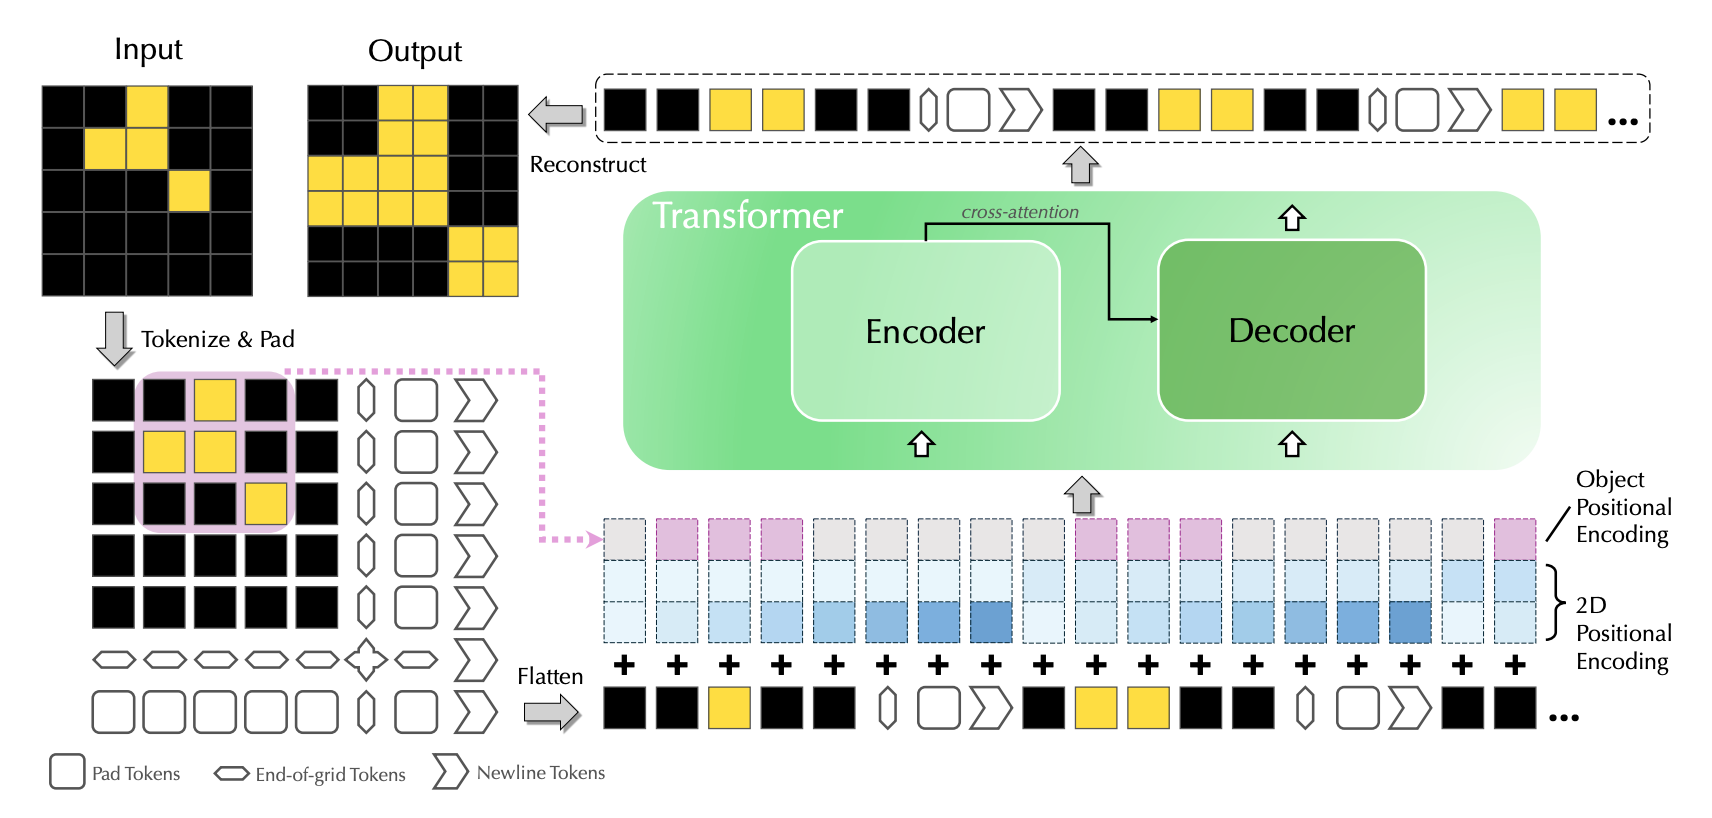 Input
Output
Reconstruct
Transformer
cross-attention
Encoder
Decoder
Tokenize & Pad
Object
Positional
Encoding
2D
Positional
Encoding
Flatten
Pad Tokens
End-of-grid Tokens
Newline Tokens